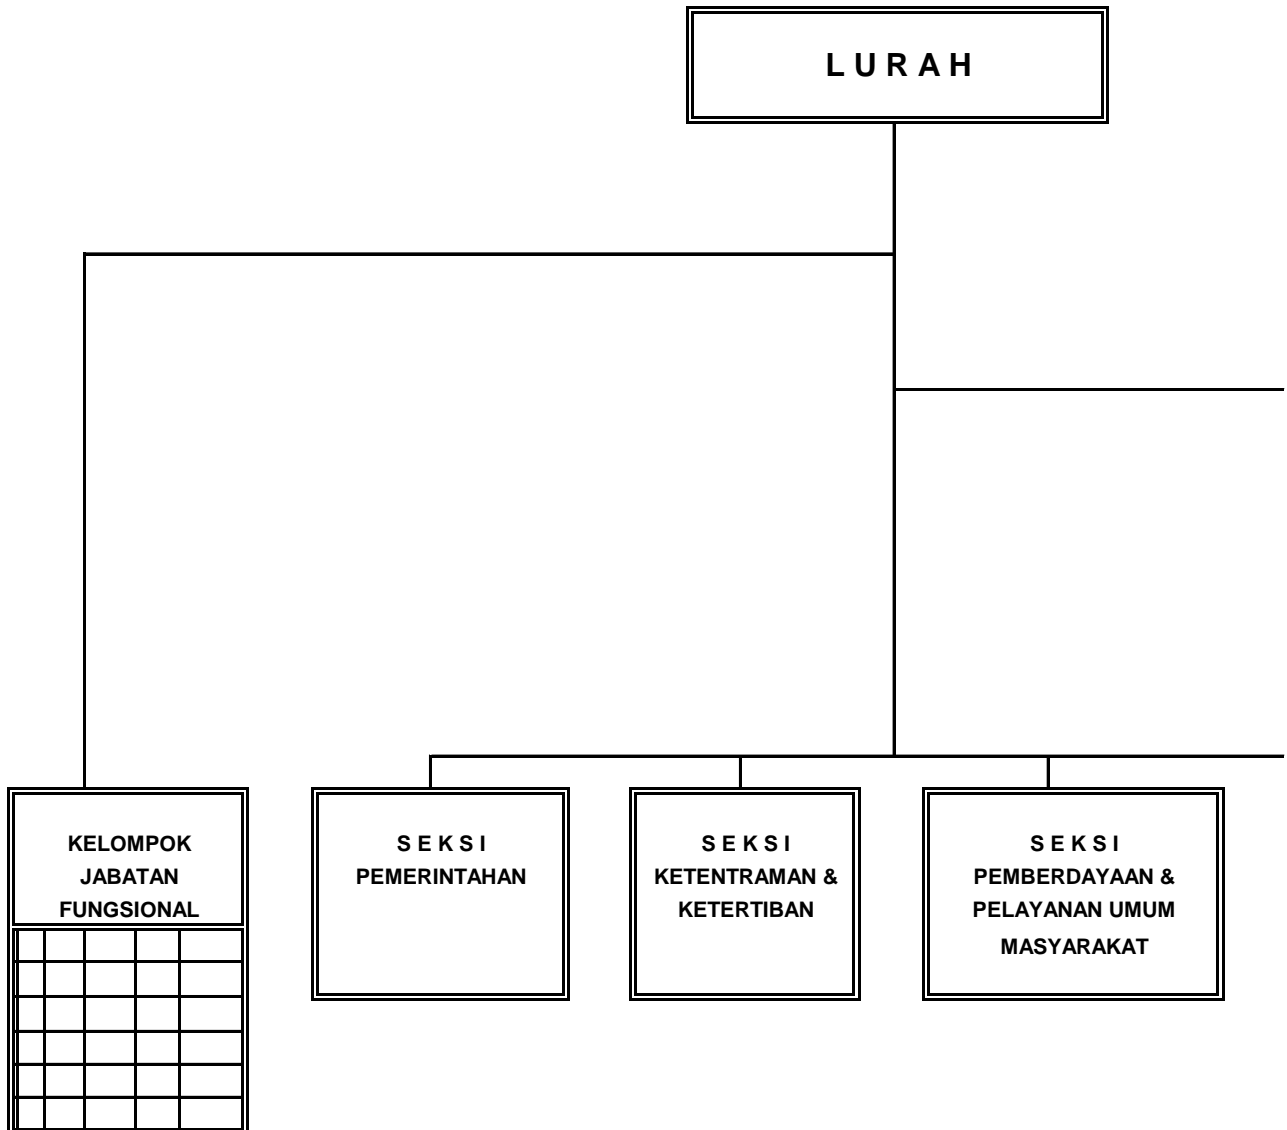 L U R A H
KELOMPOK
JABATAN
FUNGSIONAL
S E K S I
PEMERINTAHAN
S E K S I
KETENTRAMAN &
KETERTIBAN
S E K S I
PEMBERDAYAAN &
PELAYANAN UMUM
MASYARAKAT